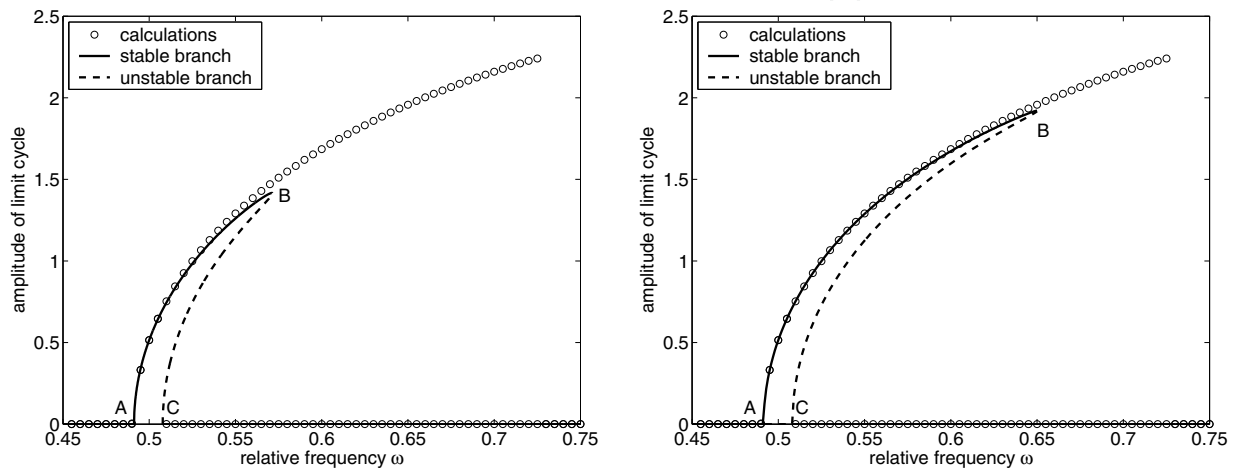 2.5
2
1.5
1
0.5
0
amplitude of limit cycle
calculations
stable branch
unstable branch
A
B
C
0.45
0.5
0.55
0.6
0.65
0.7
0.75
relative frequency ω
2.5
2
1.5
1
0.5
0
amplitude of limit cycle
calculations
stable branch
unstable branch
A
B
C
0.45
0.5
0.55
0.6
0.65
0.7
0.75
relative frequency ω